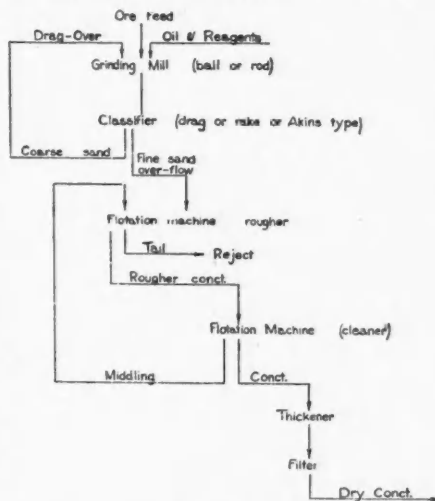 Ore feed
Drag-Over
Oil & Reagents
Grinding Mill (ball or rod)
Classifier (drag or rake or Akins type)
Coarse sand
Fine sand
over-flow
Flotation machine rougher
Tail
Reject
Rougher conct.
Flotation Machine (cleaner)
Middling
Conct.
Thickener
Filter
Dry Conct.